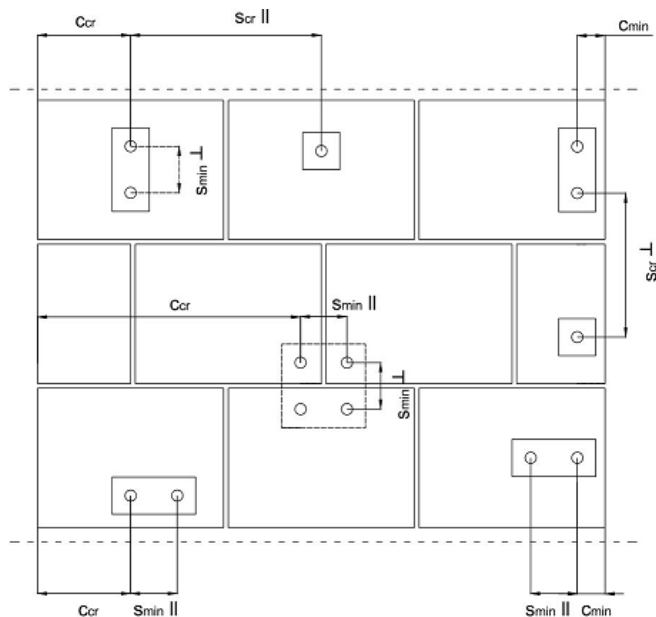 ccr
scr II
cmin
smin ⊥
scr ⊥
ccr
smin II
smin ⊥
ccr
smin II
smin II
cmin